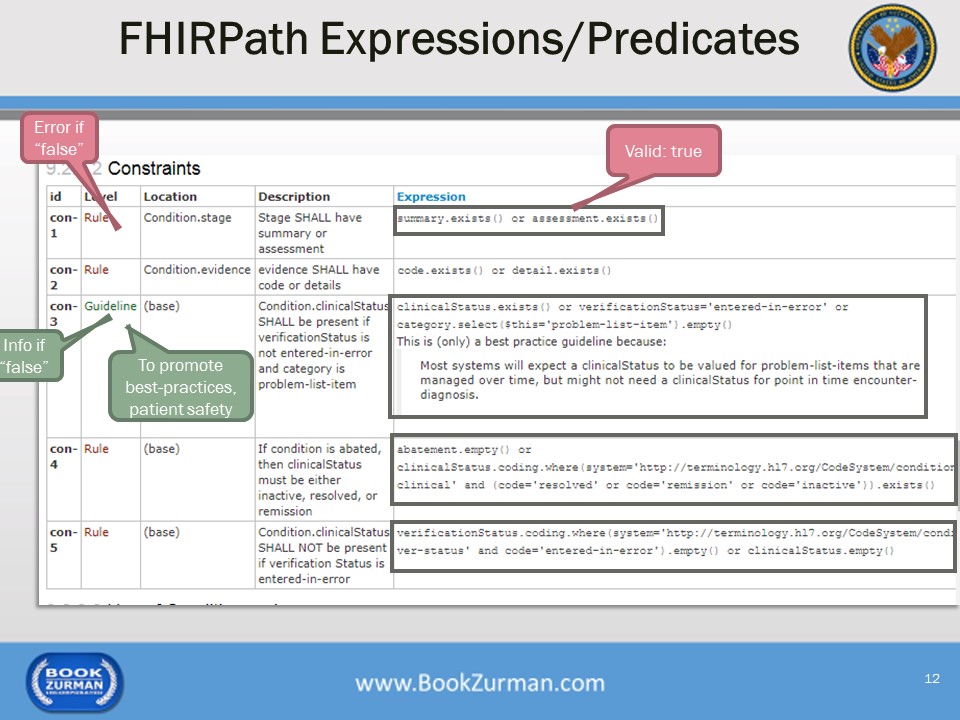 FHIRPath Expressions/Predicates
Error if
“false”
Valid: true
Constraints
id Level Location Description Expression
con-
1
Rule
Condition.stage
Stage SHALL have
summary or
assessment
summary.exists() or assessment.exists()
con-
2
Rule
Condition.evidence
evidence SHALL have
code or details
code.exists() or detail.exists()
con-
3
Guideline
(base)
Condition.clinicalStatus
SHALL be present if
verificationStatus is
not entered-in-error
and category is
problem-list-item
clinicalStatus.exists() or verificationStatus='entered-in-error' or
category.select($this='problem-list-item').empty()
This is (only) a best practice guideline because:
Most systems will expect a clinicalStatus to be valued for problem-list-items that are
managed over time, but might not need a clinicalStatus for point in time encounter-
diagnosis.
Info if
“false”
To promote
best-practices,
patient safety
con-
4
Rule
(base)
If condition is abated,
then clinicalStatus
must be either
inactive, resolved, or
remission
abatement.empty() or
clinicalStatus.coding.where(system='http://terminology.hl7.org/CodeSystem/condition
clinical' and (code='resolved' or code='remission' or code='inactive')).exists()
con-
5
Rule
(base)
Condition.clinicalStatus
SHALL NOT be present
if verification Status is
entered-in-error
verificationStatus.coding.where(system='http://terminology.hl7.org/CodeSystem/condi
ver-status' and code='entered-in-error').empty() or clinicalStatus.empty()
BOOK
ZURMAN
www.BookZurman.com
12